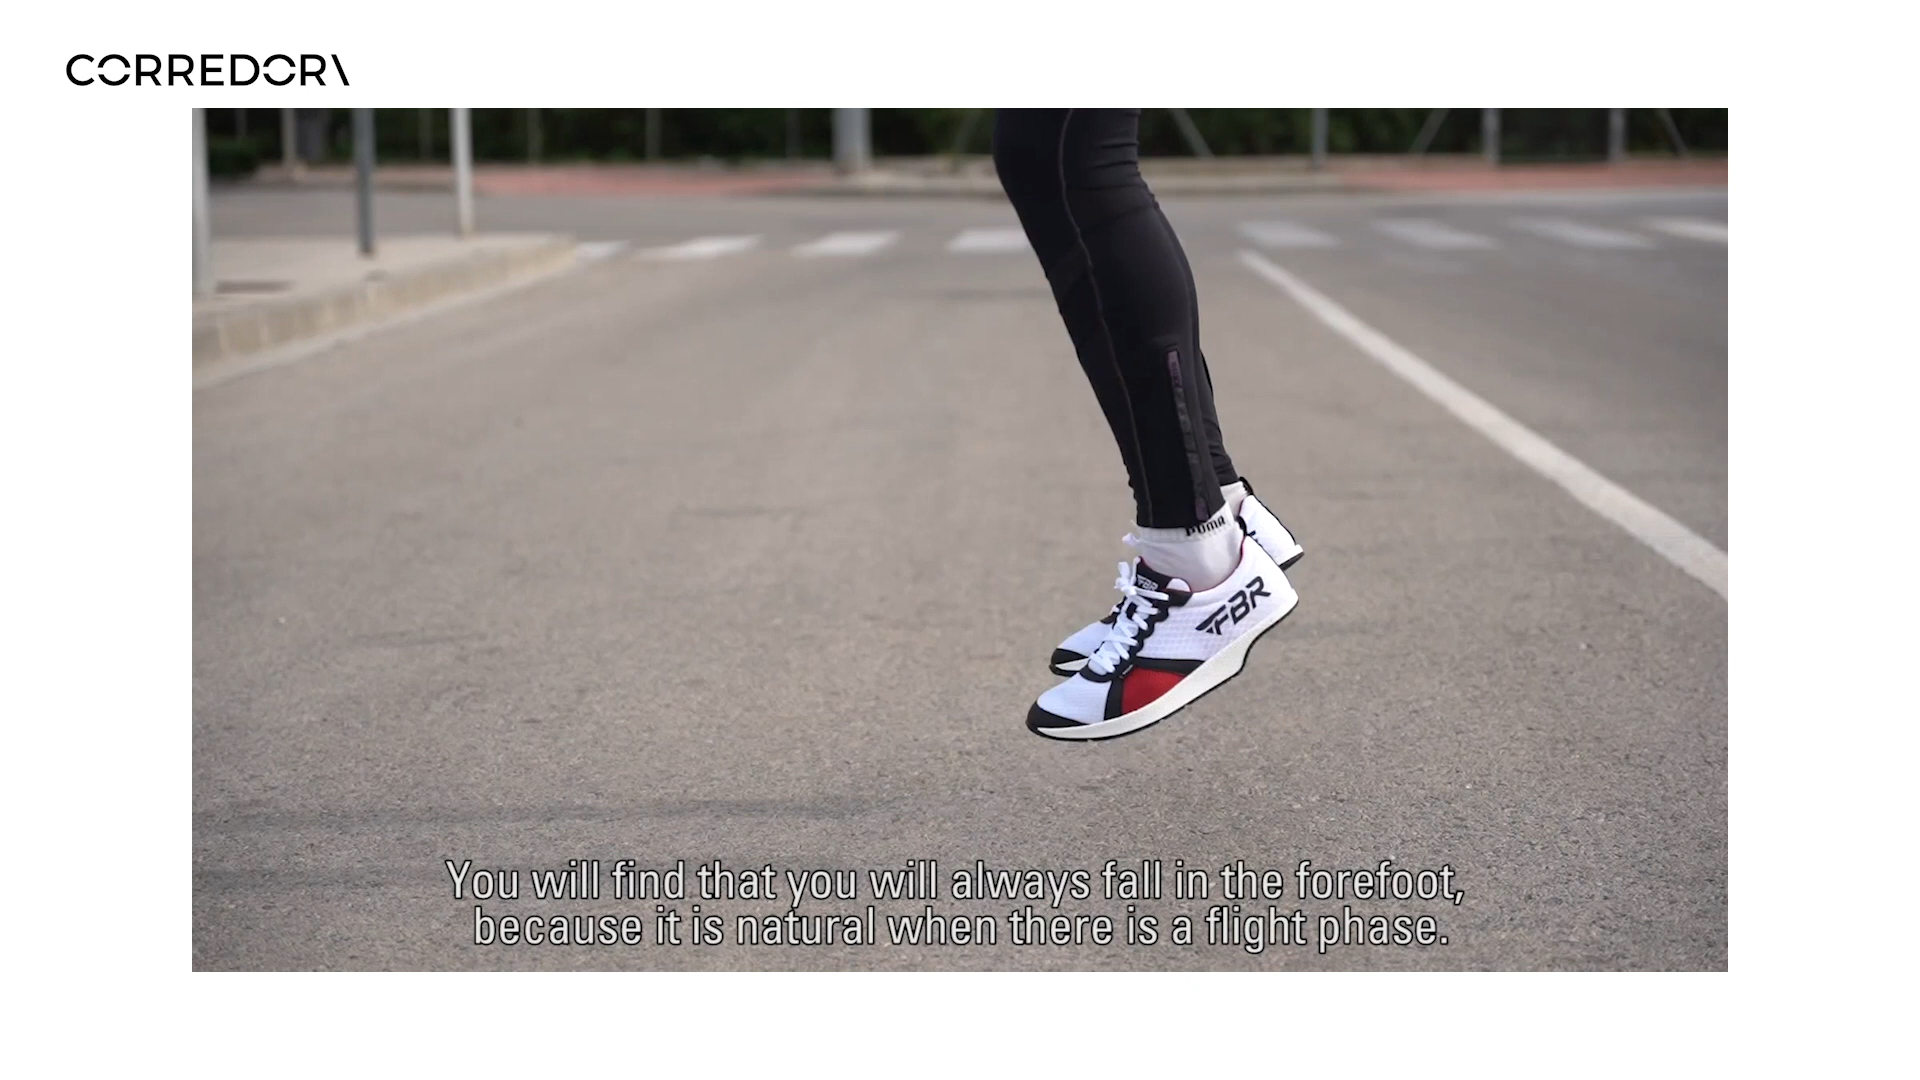 CORREDOR\
PUMA
FBR
FBR
You will find that you will always fall in the forefoot,
because it is natural when there is a flight phase.